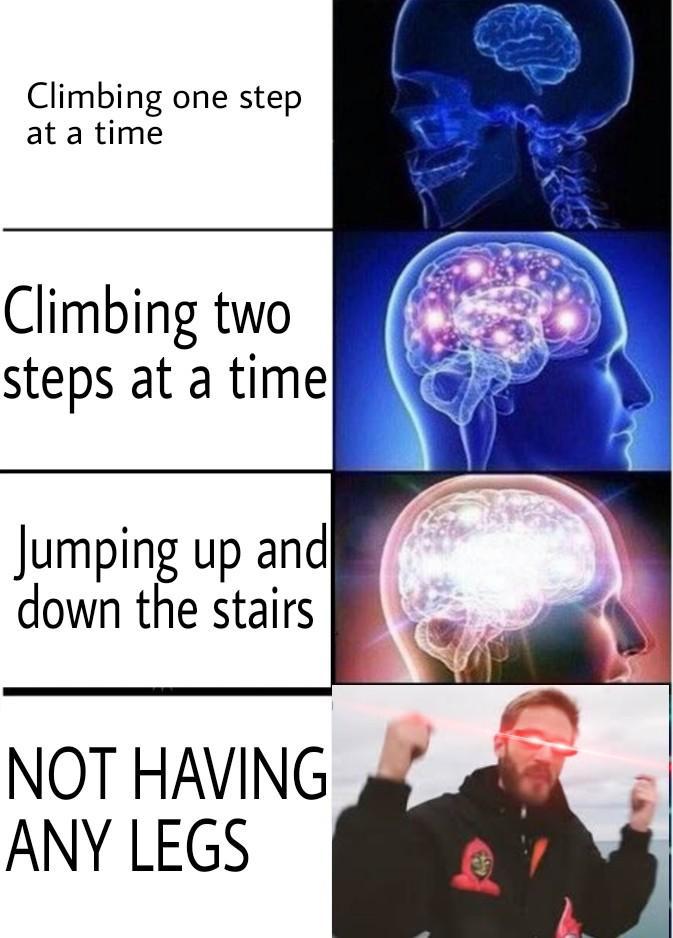 Climbing one step
at a time
Climbing two
steps at a time
Jumping up and
down the stairs
NOT HAVING
ANY LEGS